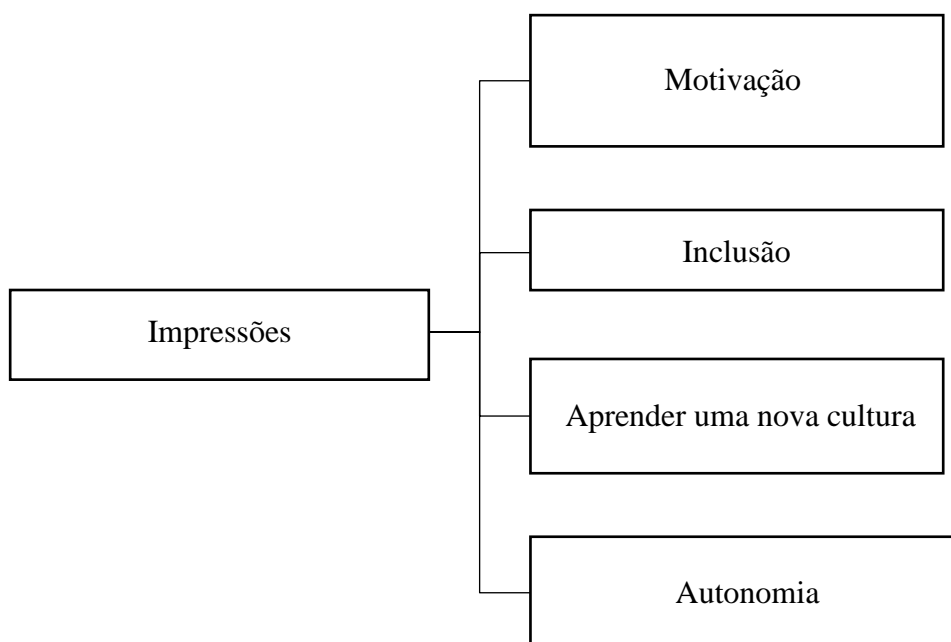 Motivação
Inclusão
Impressões
Aprender uma nova cultura
Autonomia